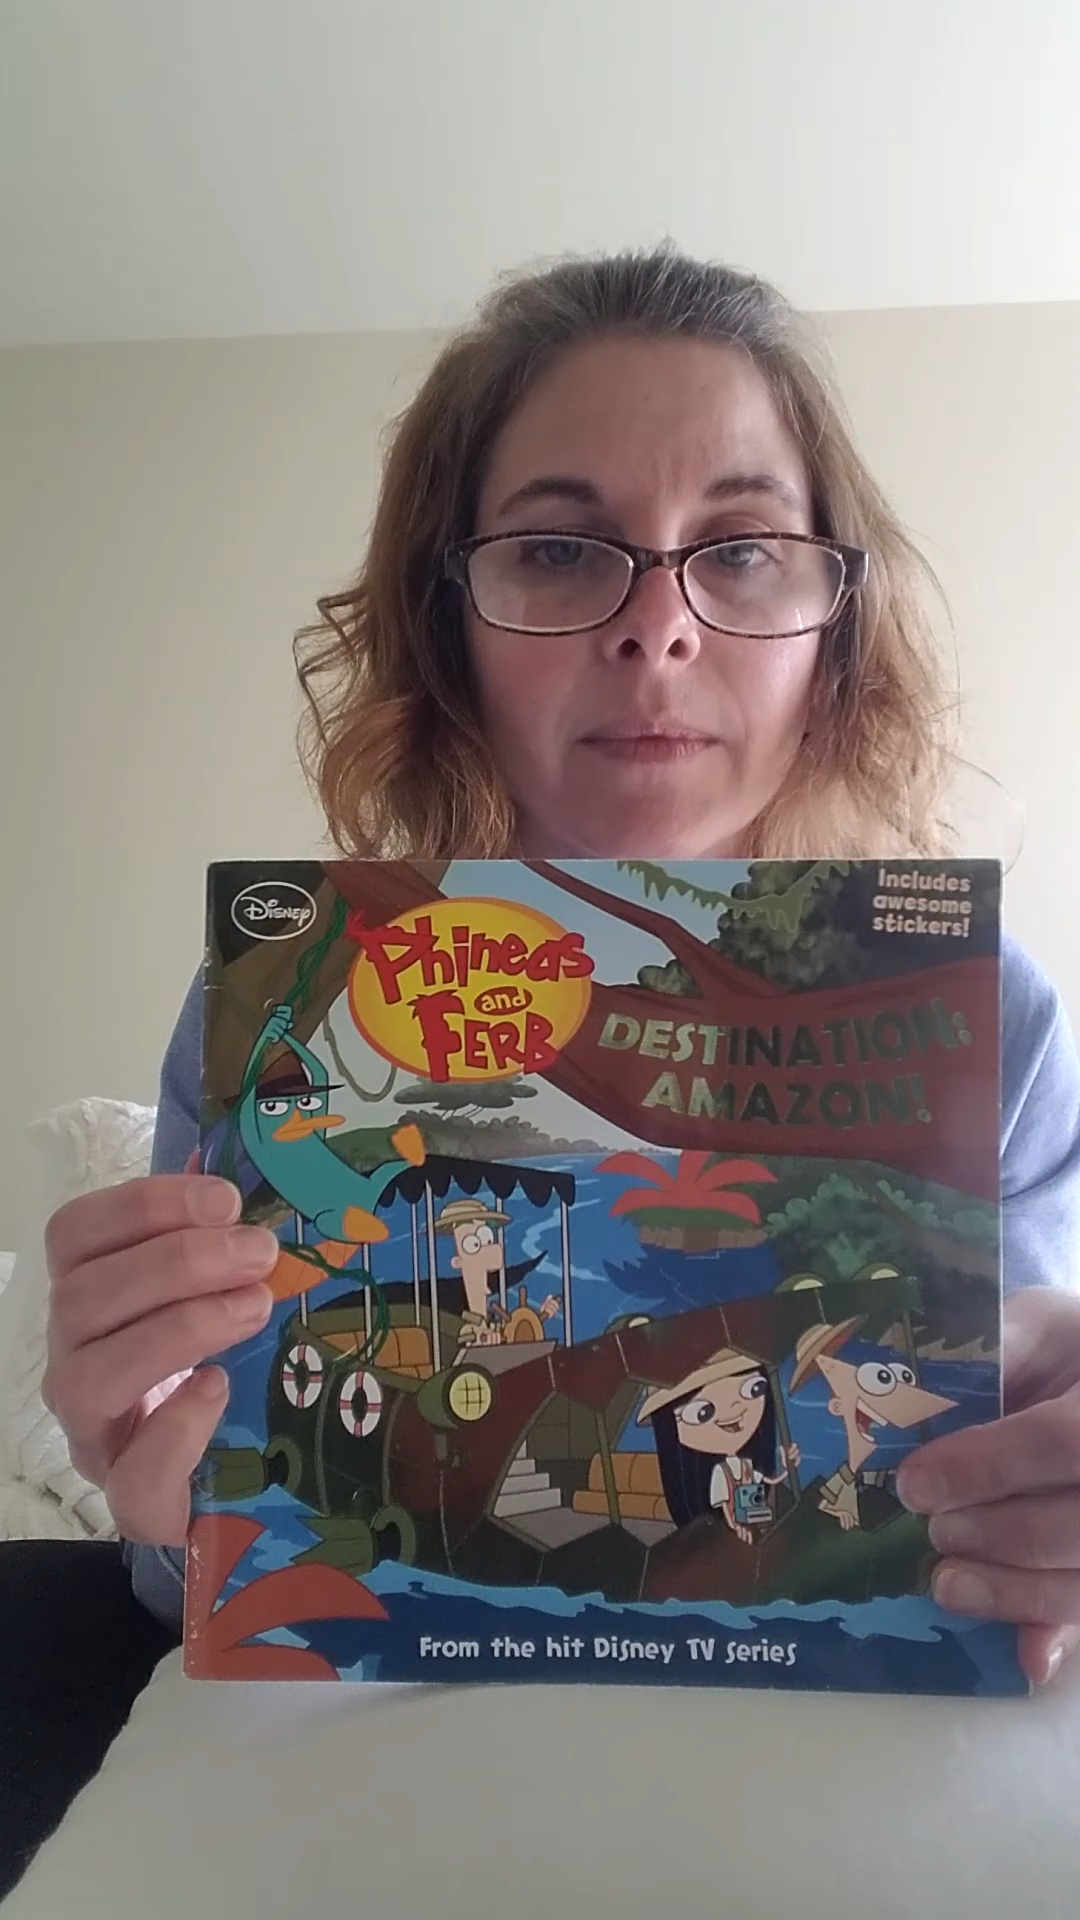 Disney
Includes
awesome
stickers!
Phineas
and
Ferb
DESTINATION:
AMAZON!
From the hit Disney TV series